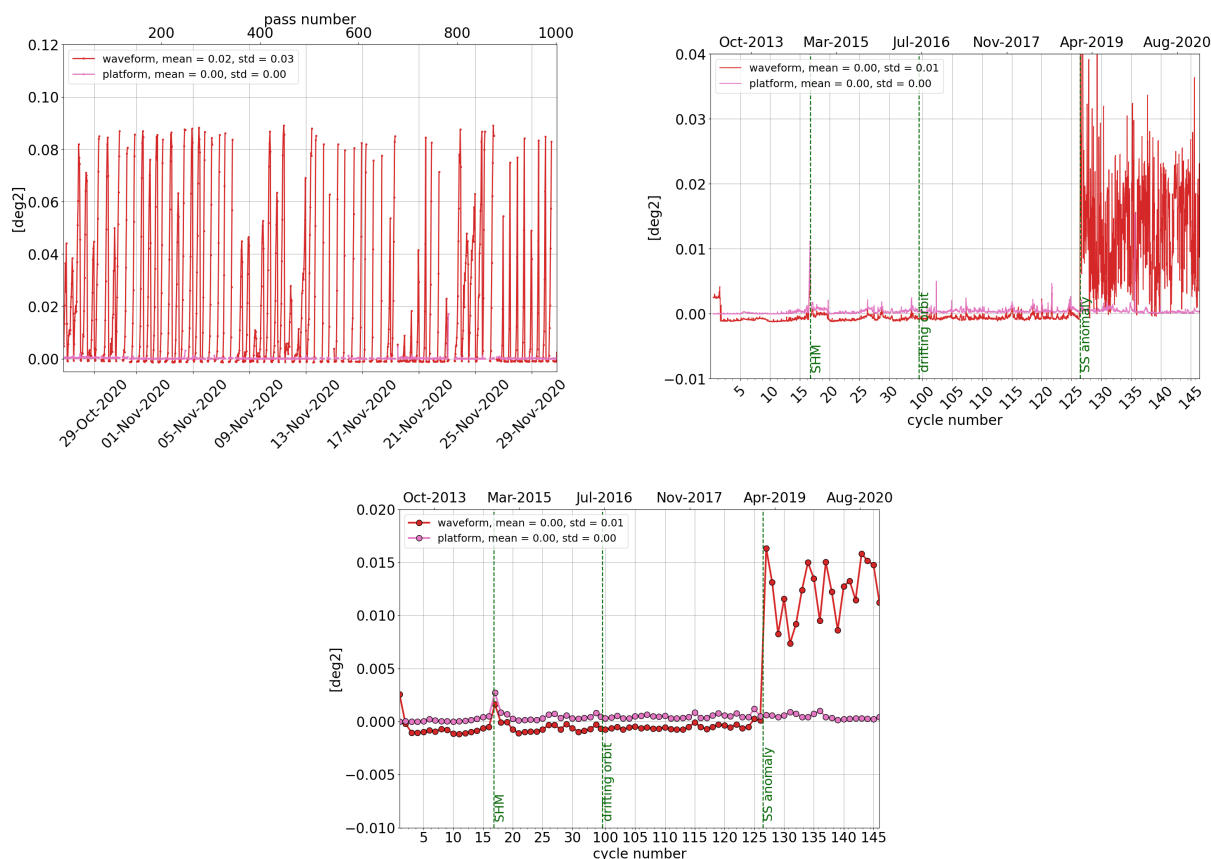 pass number
200 400 600 800 1000
0.12
0.10
0.08
0.06
0.04
0.02
0.00
[deg2]
waveform, mean = 0.02, std = 0.03
platform, mean = 0.00, std = 0.00
29-Oct-2020 01-Nov-2020 05-Nov-2020 09-Nov-2020 13-Nov-2020 17-Nov-2020 21-Nov-2020 25-Nov-2020 29-Nov-2020
Oct-2013 Mar-2015 Jul-2016 Nov-2017 Apr-2019 Aug-2020
0.04
0.03
0.02
0.01
0.00
−0.01
[deg2]
waveform, mean = 0.00, std = 0.01
platform, mean = 0.00, std = 0.00
SHM
drifting orbit
SS anomaly
5 10 15 20 25 30 100 105 110 115 120 125 130 135 140 145
cycle number
Oct-2013 Mar-2015 Jul-2016 Nov-2017 Apr-2019 Aug-2020
0.020
0.015
0.010
0.005
0.000
−0.005
−0.010
[deg2]
waveform, mean = 0.00, std = 0.01
platform, mean = 0.00, std = 0.00
SHM
drifting orbit
SS anomaly
5 10 15 20 25 30 100 105 110 115 120 125 130 135 140 145
cycle number